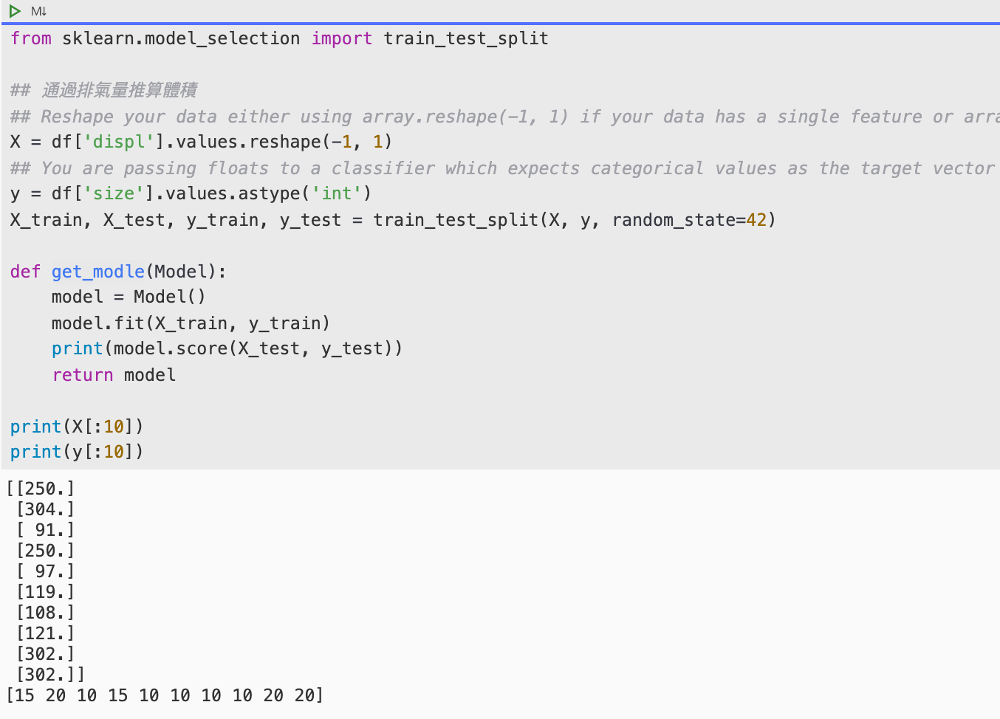 M↓
from sklearn.model_selection import train_test_split
## 通過排氣量推算體積
## Reshape your data either using array.reshape(-1, 1) if your data has a single feature or arra
X = df['displ'].values.reshape(-1, 1)
## You are passing floats to a classifier which expects categorical values as the target vector
y = df['size'].values.astype('int')
X_train, X_test, y_train, y_test = train_test_split(X, y, random_state=42)
def get_modle(Model):
    model = Model()
    model.fit(X_train, y_train)
    print(model.score(X_test, y_test))
    return model
print(X[:10])
print(y[:10])
[[250.]
 [304.]
 [ 91.]
 [250.]
 [ 97.]
 [119.]
 [108.]
 [121.]
 [302.]
 [302.]]
[15 20 10 15 10 10 10 10 20 20]